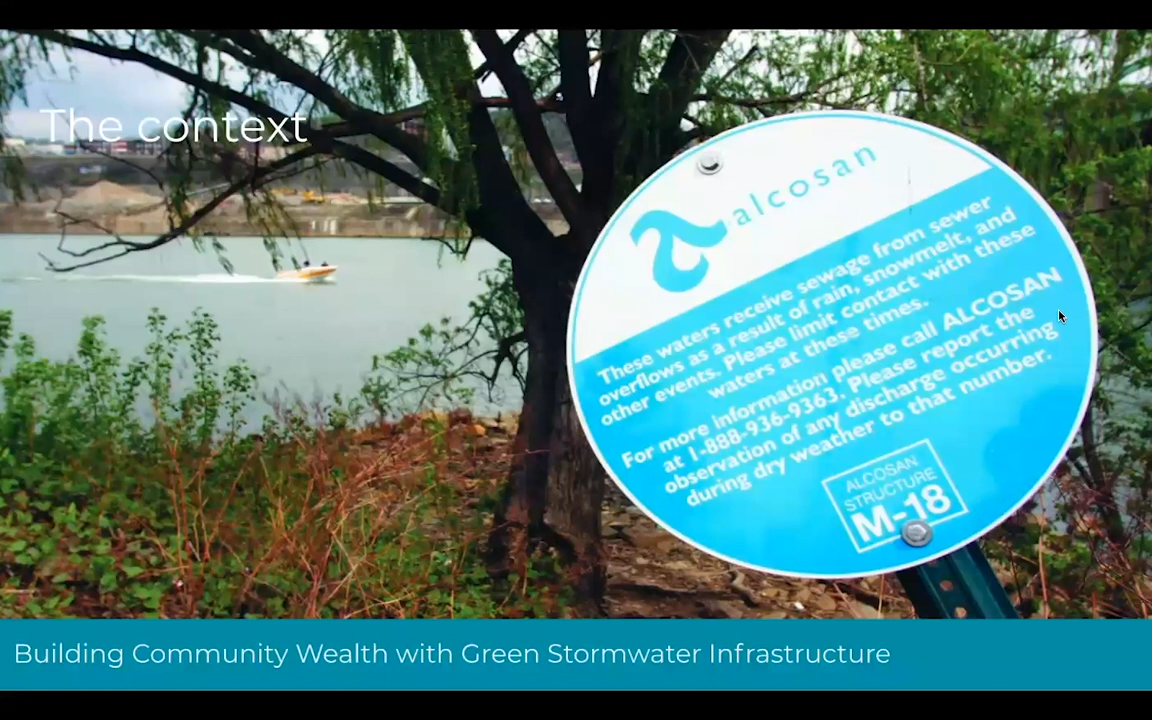 The context
alcosan
These waters receive sewage from sewer
overflows as a result of rain, snowmelt, and
other events. Please limit contact with these
waters at these times.
For more information please call ALCOSAN
at 1-888-936-9363. Please report the
observation of any discharge occurring
during dry weather to that number.
ALCOSAN
STRUCTURE
M-18
Building Community Wealth with Green Stormwater Infrastructure